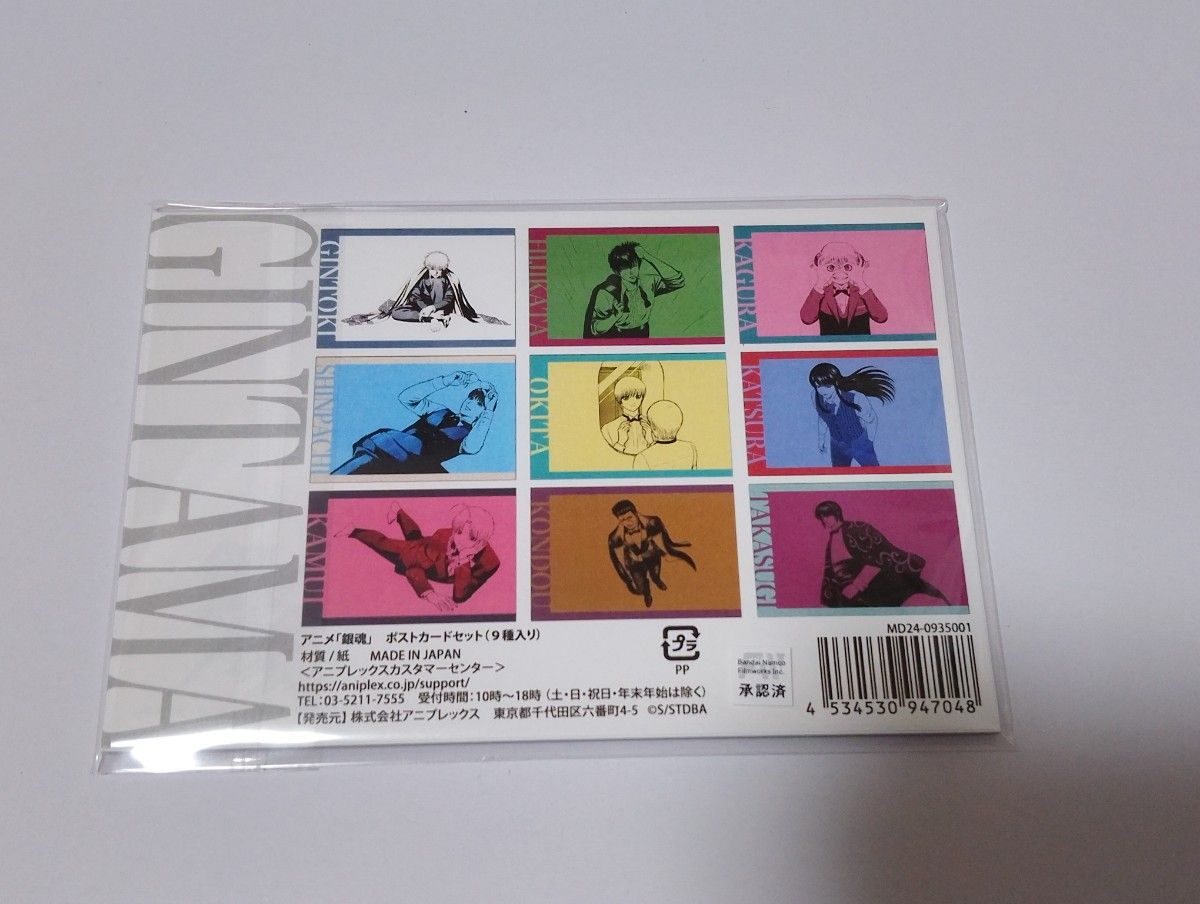 GINTAMA
GINTOKI
HIJIKATA
KAGURA
SHINPACHI
OKITA
KATSURA
KAMUI
KONDOU
TAKASUGI
アニメ「銀魂」 ポストカードセット(9種入り)
材質/紙 MADE IN JAPAN
<アニプレックスカスタマーセンター>
https://aniplex.co.jp/support/
TEL:03-5211-7555 受付時間:10時〜18時(土・日・祝日・年末年始は除く)
【発売元】株式会社アニプレックス 東京都千代田区六番町4-5 ©S/STDBA
プラ
PP
Bandai Namco
Filmworks Inc.
承認済
MD24-0935001
4 534530 947048